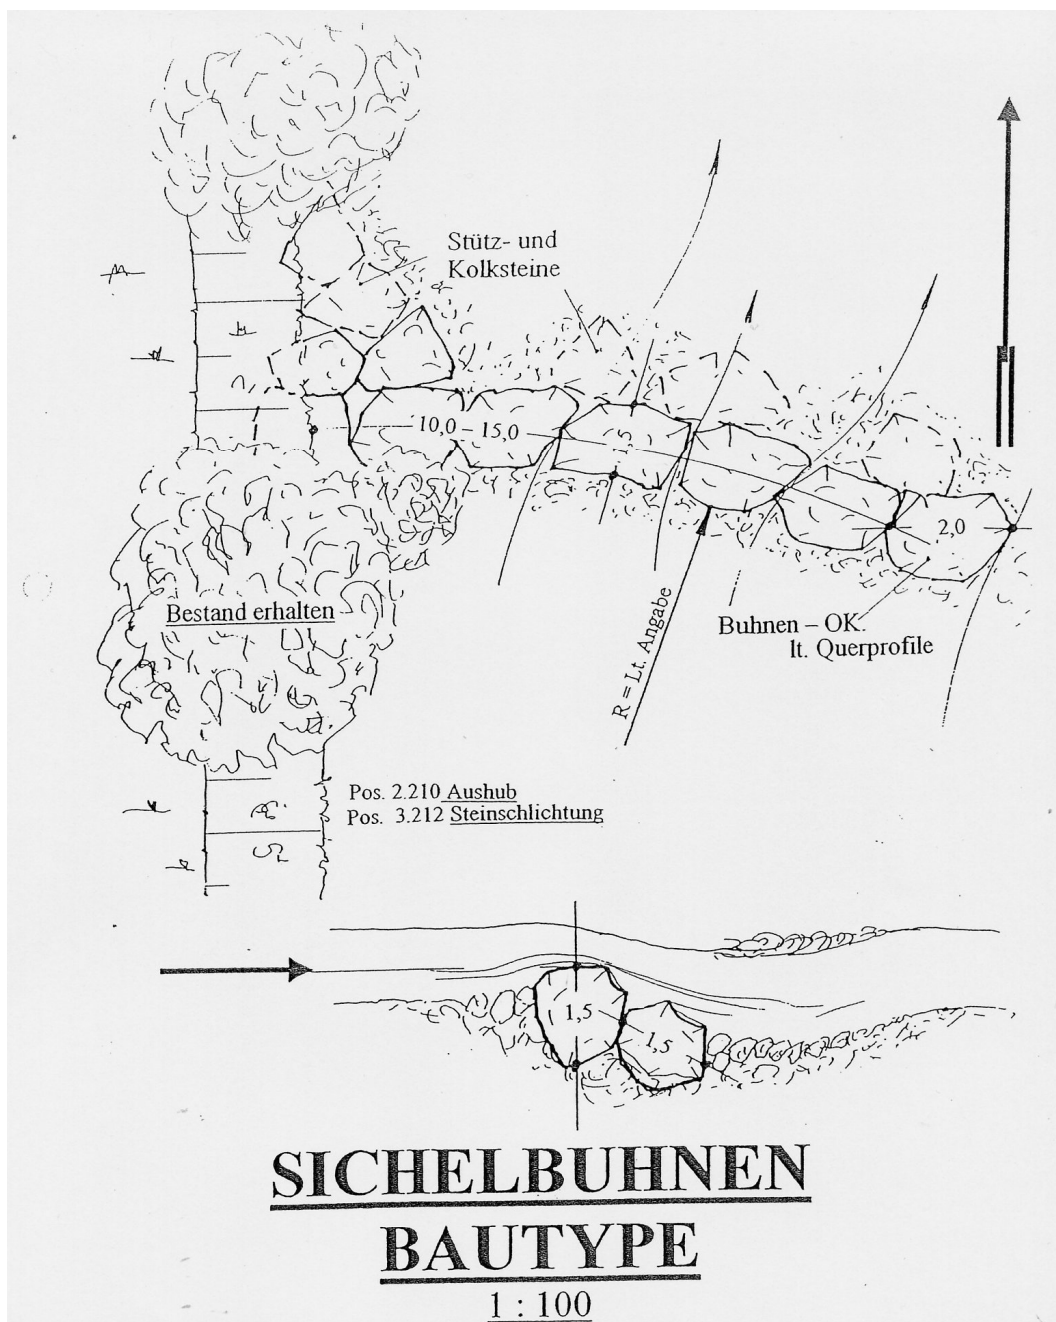 Stütz- und
Kolksteine
10,0 – 15,0
1,5
2,0
Bestand erhalten
R = Lt. Angabe
Buhnen – OK.
lt. Querprofile
Pos. 2.210 Aushub
Pos. 3.212 Steinschlichtung
1,5
1,5
SICHELBUHNEN
BAUTYPE
1 : 100